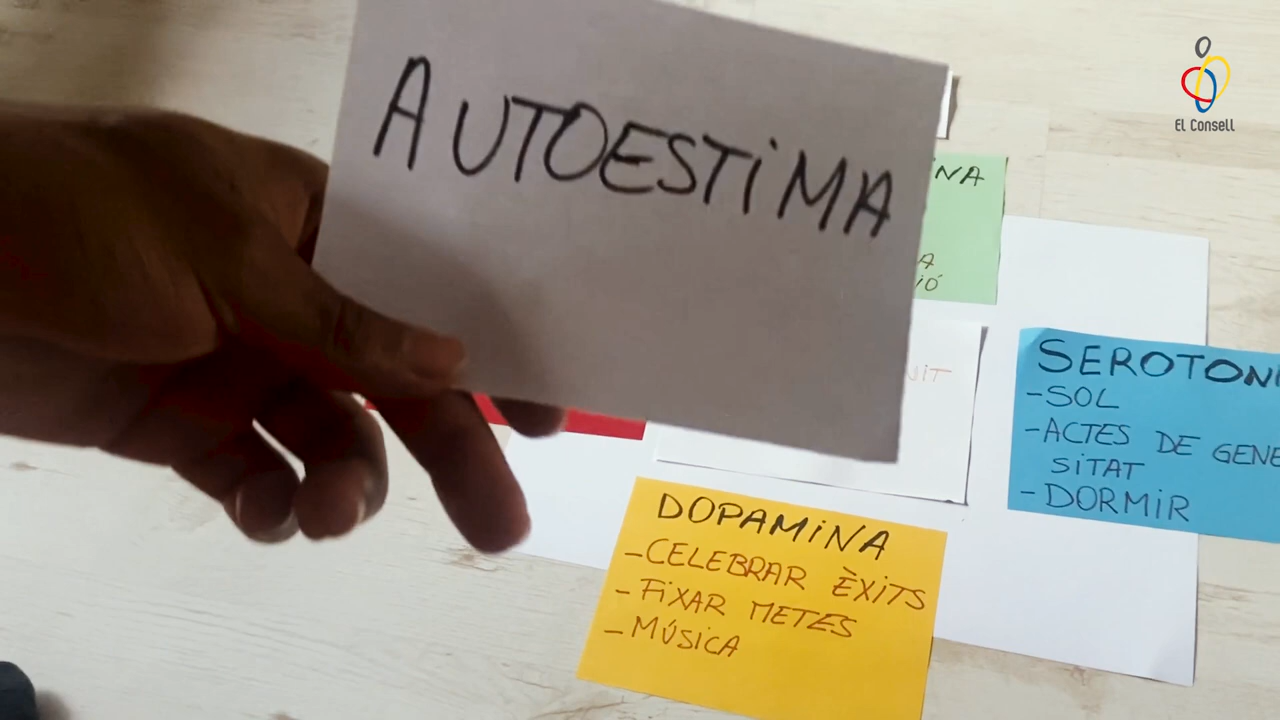 AUTOESTiMA
El Consell
SEROTONI
-SOL
-ACTES DE GENE
SiTAT
-DORMiR
DOPAMiNA
-CELEBRAR ÈXiTS
-FiXAR METES
-MÚSiCA